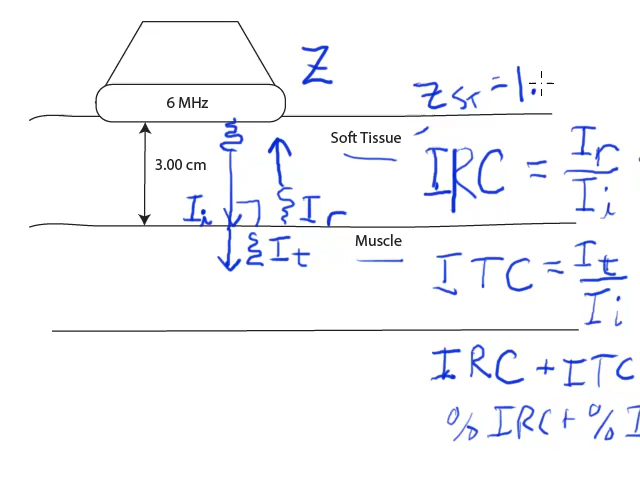 Z
6 MHz
Z ST = 1.
Soft Tissue
3.00 cm
IRC = Ir / Ii
Ii
Ir
Muscle
It
ITC = It / Ii
IRC + ITC
% IRC + % I